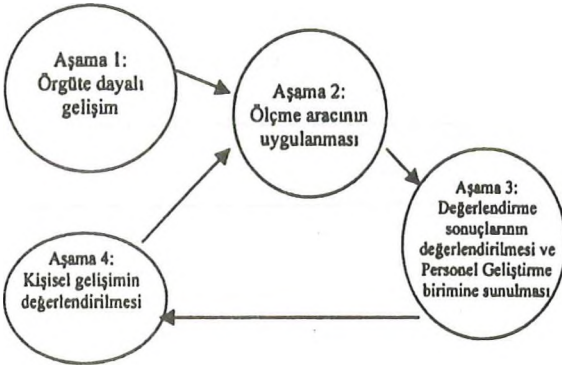 Aşama 1:
Örgüte dayalı
gelişim
Aşama 2:
Ölçme aracının
uygulanması
Aşama 3:
Değerlendirme
sonuçlarının
değerlendirilmesi ve
Personel Geliştirme
birimine sunulması
Aşama 4:
Kişisel gelişimin
değerlendirilmesi